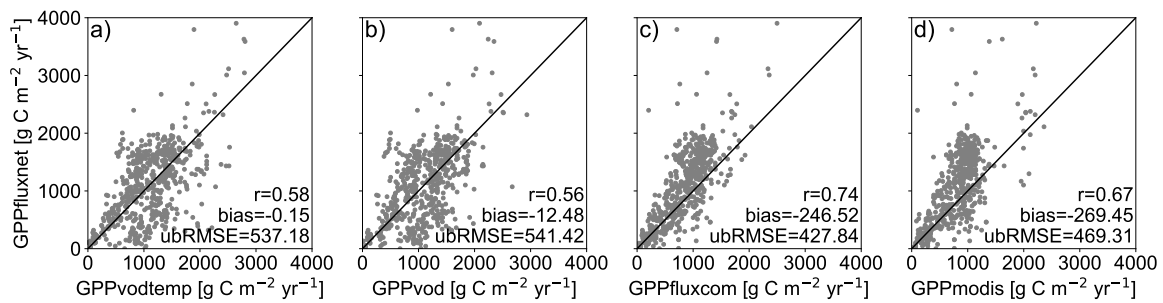 GPPfluxnet [g C m⁻² yr⁻¹]
4000
3000
2000
1000
0
a)
r=0.58
bias=-0.15
ubRMSE=537.18
0 1000 2000 3000 4000
GPPvodtemp [g C m⁻² yr⁻¹]
b)
r=0.56
bias=-12.48
ubRMSE=541.42
0 1000 2000 3000 4000
GPPvod [g C m⁻² yr⁻¹]
c)
r=0.74
bias=-246.52
ubRMSE=427.84
0 1000 2000 3000 4000
GPPfluxcom [g C m⁻² yr⁻¹]
d)
r=0.67
bias=-269.45
ubRMSE=469.31
0 1000 2000 3000 4000
GPPmodis [g C m⁻² yr⁻¹]